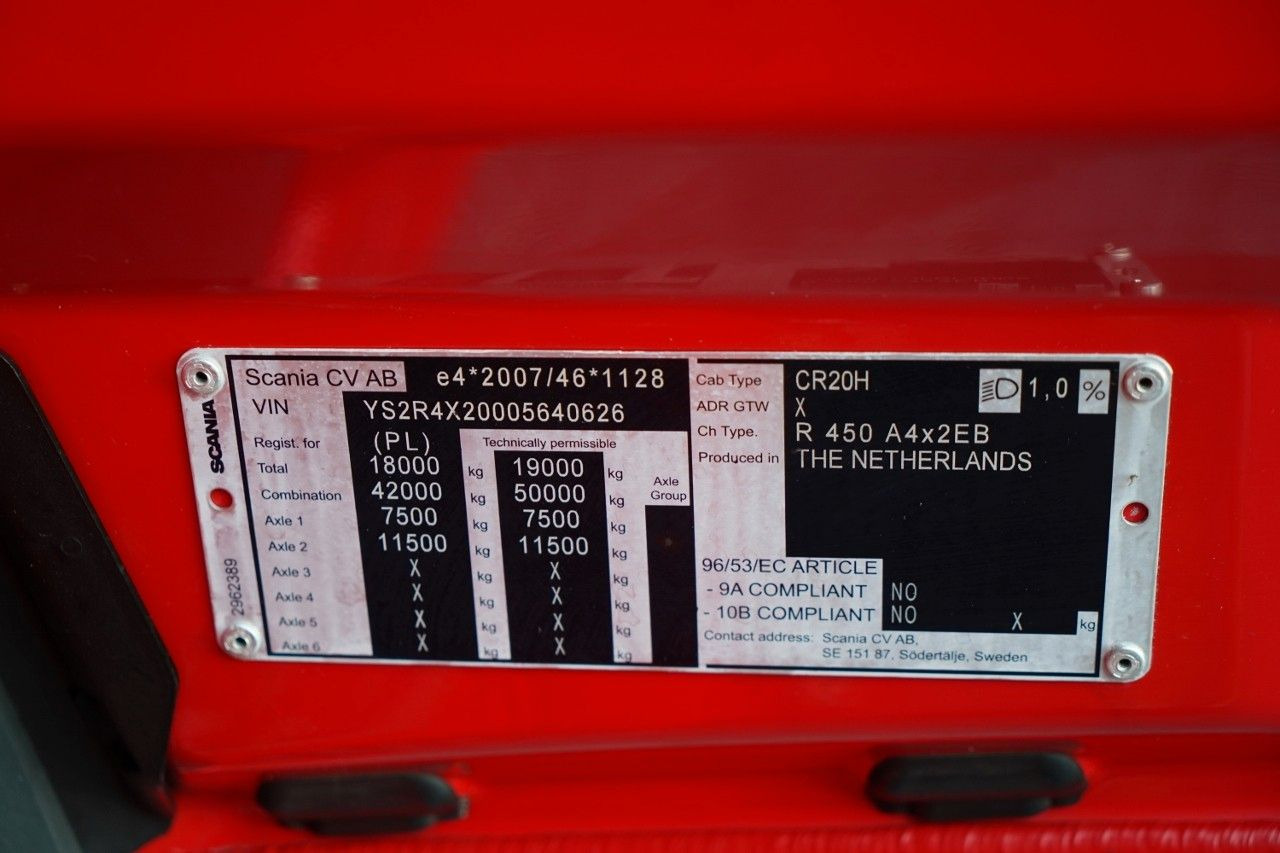 Scania CV AB e4*2007/46*1128
VIN YS2R4X20005640626
Regist. for (PL) Technically permissible
Total 18000 kg 19000 kg Axle Group
Combination 42000 kg 50000 kg
Axle 1 7500 kg 7500 kg
Axle 2 11500 kg 11500 kg
Axle 3 X kg X kg
Axle 4 X kg X kg
Axle 5 X kg X kg
Axle 6 X kg X kg
Cab Type CR20H 1,0 %
ADR GTW X
Ch Type. R 450 A4x2EB
Produced in THE NETHERLANDS
96/53/EC ARTICLE
- 9A COMPLIANT NO
- 10B COMPLIANT NO X kg
Contact address: Scania CV AB,
SE 151 87, Södertälje, Sweden
SCANIA
2962389